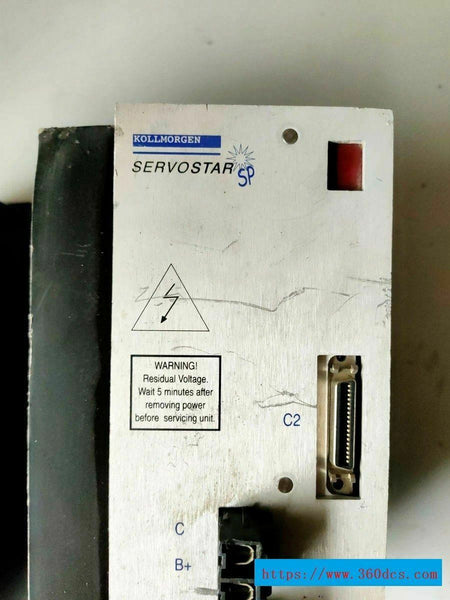 KOLLMORGEN
SERVOSTAR
SP
WARNING!
Residual Voltage.
Wait 5 minutes after
removing power
before servicing unit.
C2
C
B+
https://www.360dcs.com